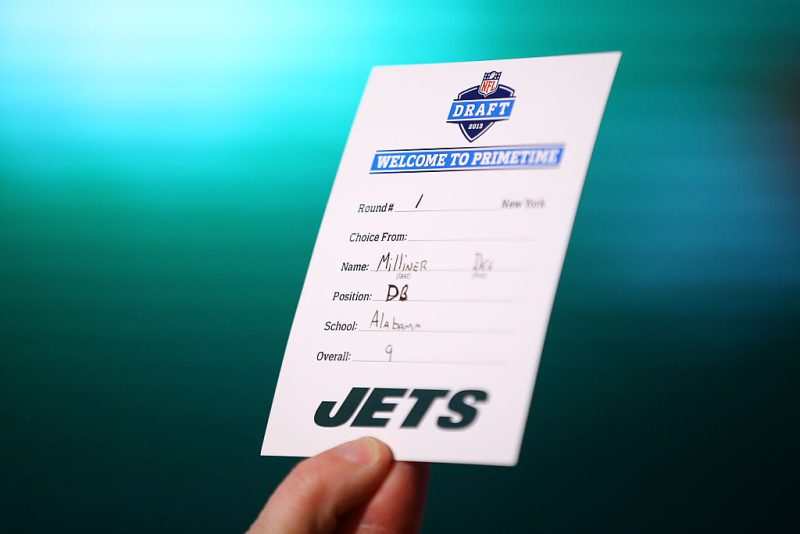 NFL
DRAFT
2013
WELCOME TO PRIMETIME
Round# 1 New York
Choice From:
Name: Milliner Dee
(last) (first)
Position: DB
School: Alabama
Overall: 9
JETS